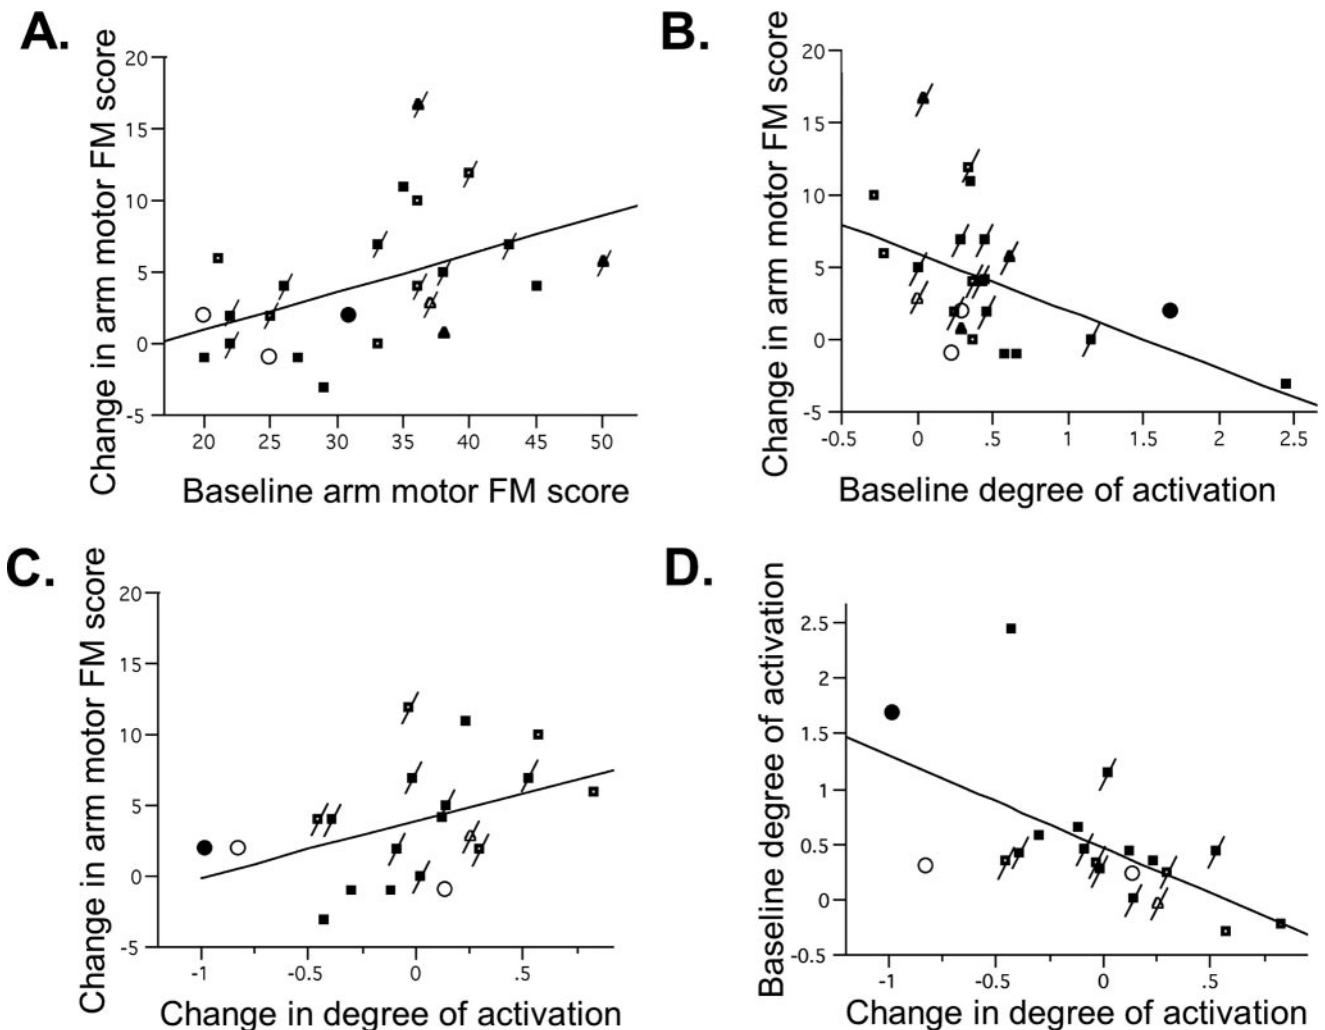 A.
Change in arm motor FM score
20
15
10
5
0
-5
20 25 30 35 40 45 50
Baseline arm motor FM score
B.
Change in arm motor FM score
20
15
10
5
0
-5
-0.5 0 .5 1 1.5 2 2.5
Baseline degree of activation
C.
Change in arm motor FM score
20
15
10
5
0
-5
-1 -0.5 0 .5
Change in degree of activation
D.
Baseline degree of activation
2.5
2
1.5
1
0.5
0
-0.5
-1 -0.5 0 .5
Change in degree of activation